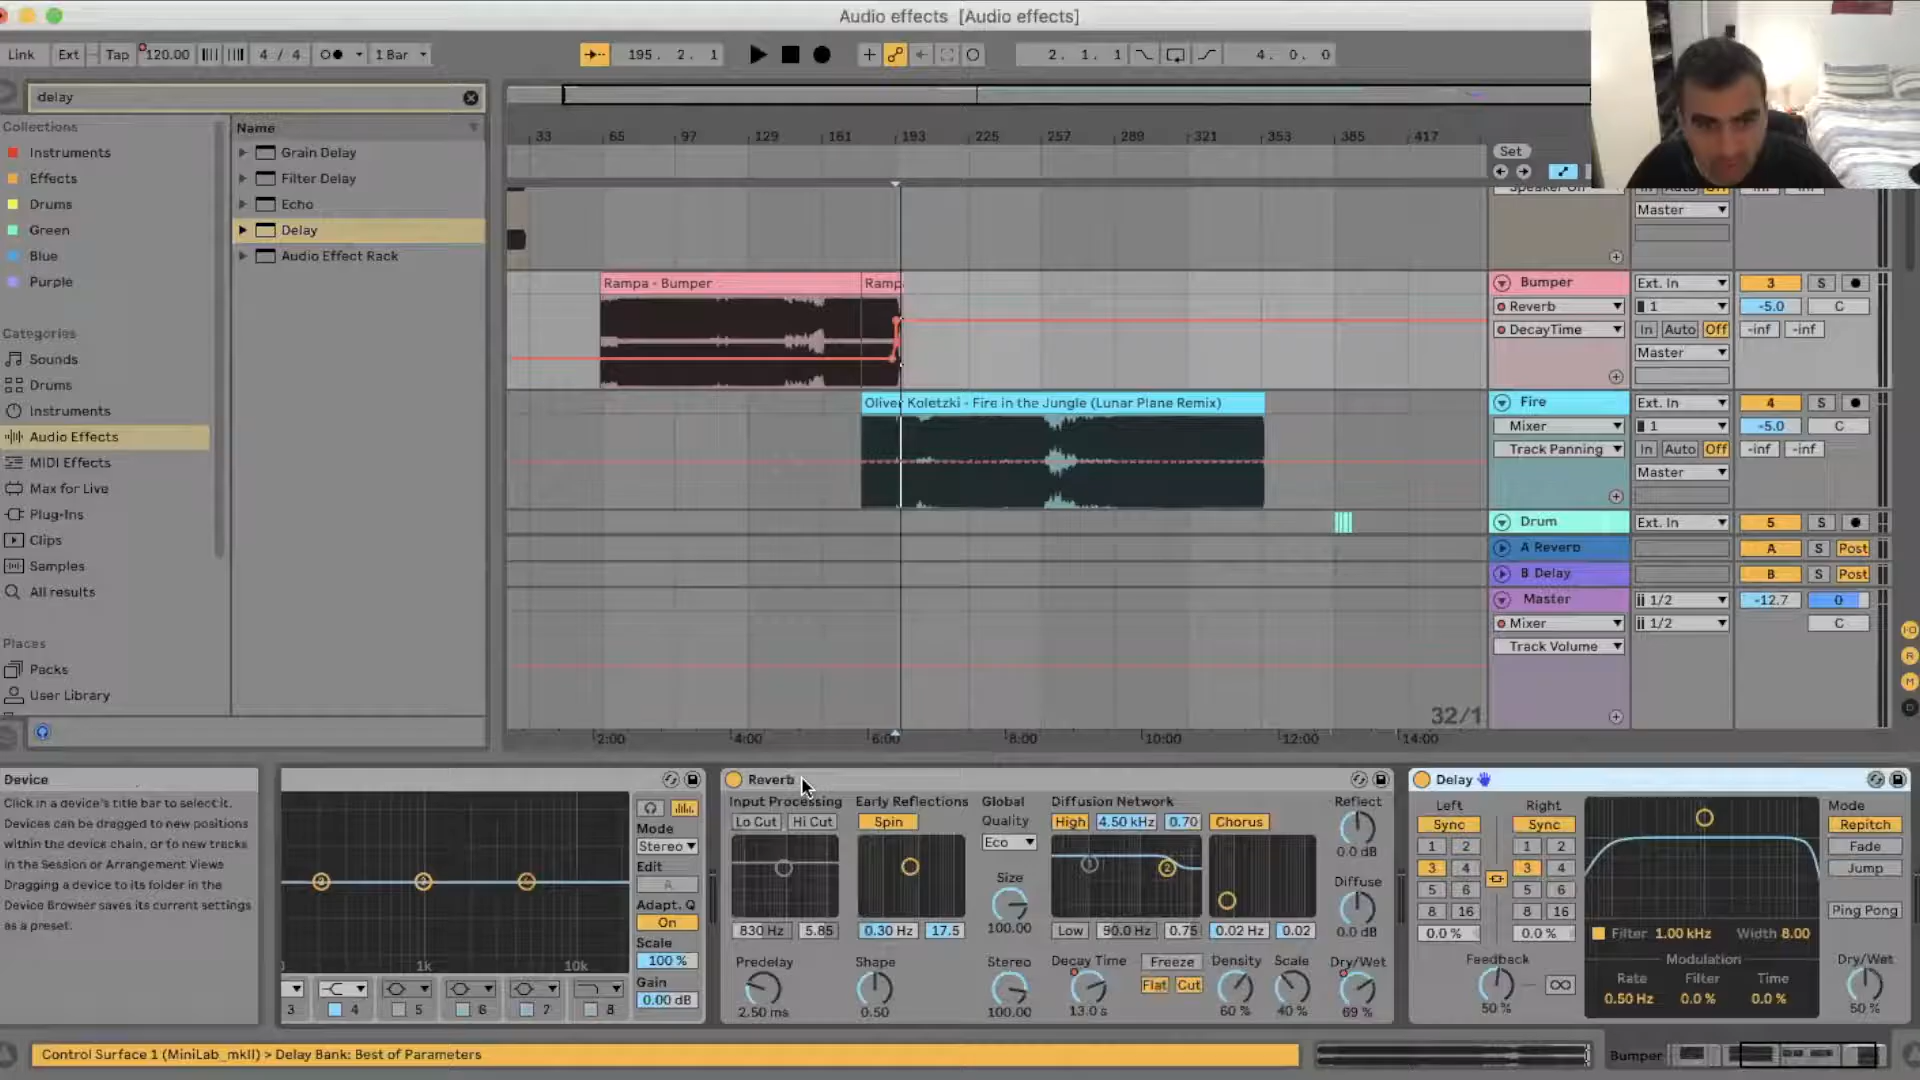 Audio effects [Audio effects]
Link Ext Tap 120.00 4 / 4 1 Bar 195. 2. 1 2. 1. 1 4. 0. 0
delay
Collections
Instruments
Effects
Drums
Green
Blue
Purple
Categories
Sounds
Drums
Instruments
Audio Effects
MIDI Effects
Max for Live
Plug-Ins
Clips
Samples
All results
Places
Packs
User Library
Name
Grain Delay
Filter Delay
Echo
Delay
Audio Effect Rack
33 65 97 129 161 193 225 257 289 321 353 385 417
Set
Speaker On
Master
Rampa - Bumper
Ramp
Oliver Koletzki - Fire in the Jungle (Lunar Plane Remix)
Bumper Ext. In 3 S
Reverb 1 -5.0 C
DecayTime In Auto Off -inf -inf
Master
Fire Ext. In 4 S
Mixer 1 -5.0 C
Track Panning In Auto Off -inf -inf
Master
Drum Ext. In 5 S
A Reverb A S Post
B Delay B S Post
Master 1/2 -12.7 0
Mixer 1/2 C
Track Volume
32/1
2:00 4:00 6:00 8:00 10:00 12:00 14:00
Device
Click in a device's title bar to select it.
Devices can be dragged to new positions
within the device chain, or to new tracks
in the Session or Arrangement Views
Dragging a device to its folder in the
Device Browser saves its current settings
as a preset.
1k 10k
3 4 5 6 7 8
Mode
Stereo
Edit
A
Adapt. Q
On
Scale
100 %
Gain
0.00 dB
Reverb
Input Processing Early Reflections Global Diffusion Network Reflect
Lo Cut Hi Cut Spin Quality High 4.50 kHz 0.70 Chorus
Eco 0.0 dB
Size Diffuse
100.00
830 Hz 5.85 0.30 Hz 17.5 Low 90.0 Hz 0.75 0.02 Hz 0.02 0.0 dB
Predelay Shape Stereo Decay Time Freeze Density Scale Dry/Wet
Flat Cut
2.50 ms 0.50 100.00 13.0 s 60 % 40 % 69 %
Delay
Left Right Mode
Sync Sync Repitch
1 2 1 2 Fade
3 4 3 4 Jump
5 6 5 6
8 16 8 16 Ping Pong
0.0 % 0.0 % Filter 1.00 kHz Width 8.00
Feedback Modulation Dry/Wet
Rate Filter Time
50 % 0.50 Hz 0.0 % 0.0 % 50 %
Control Surface 1 (MiniLab_mkII) > Delay Bank: Best of Parameters
Bumper